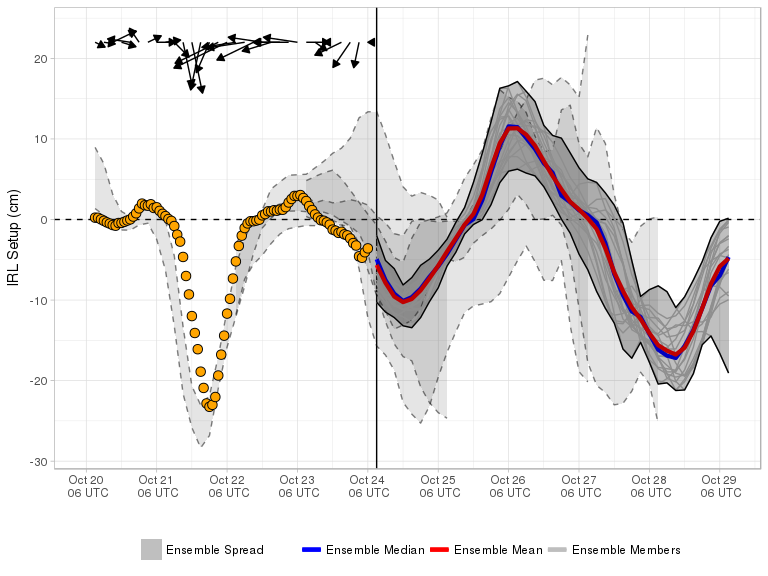 IRL Setup (cm)
20
10
0
-10
-20
-30
Oct 20 Oct 21 Oct 22 Oct 23 Oct 24 Oct 25 Oct 26 Oct 27 Oct 28 Oct 29
06 UTC 06 UTC 06 UTC 06 UTC 06 UTC 06 UTC 06 UTC 06 UTC 06 UTC 06 UTC
Ensemble Spread Ensemble Median Ensemble Mean Ensemble Members